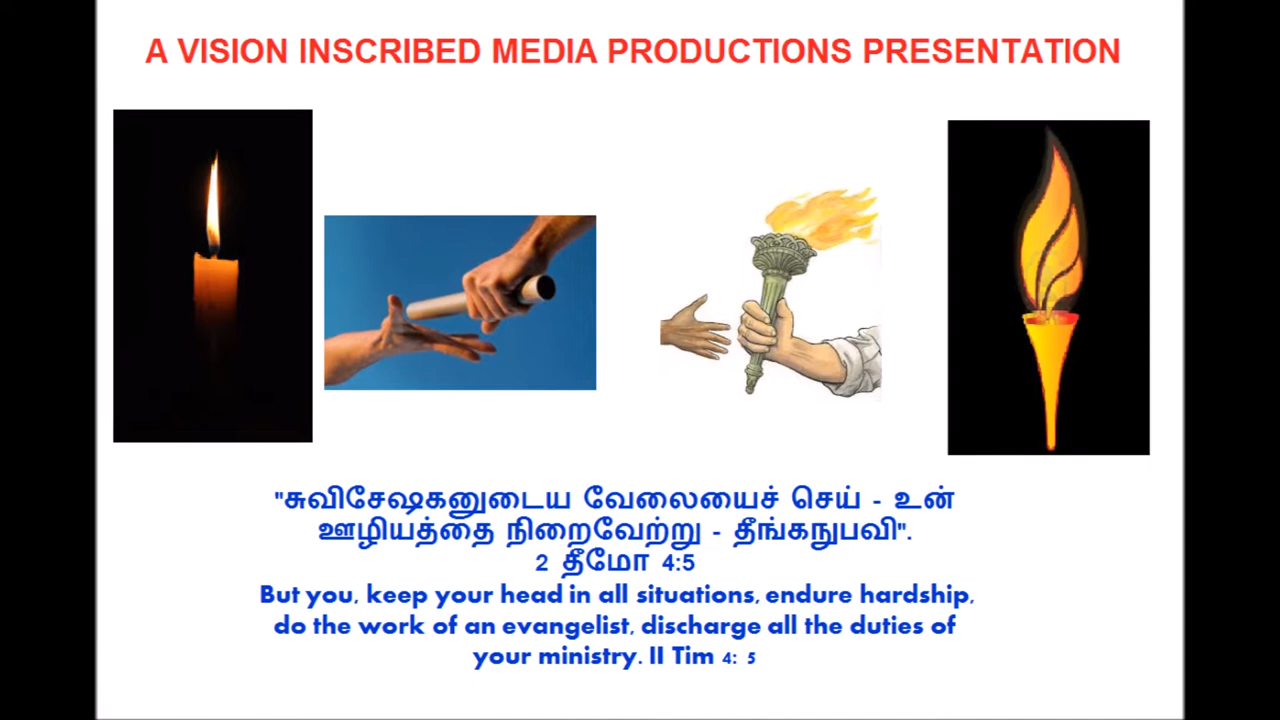 A VISION INSCRIBED MEDIA PRODUCTIONS PRESENTATION
"சுவிசேஷகனுடைய வேலையைச் செய் - உன்
ஊழியத்தை நிறைவேற்று - தீங்கநுபவி".
2 தீமோ 4:5
But you, keep your head in all situations, endure hardship,
do the work of an evangelist, discharge all the duties of
your ministry. II Tim 4: 5